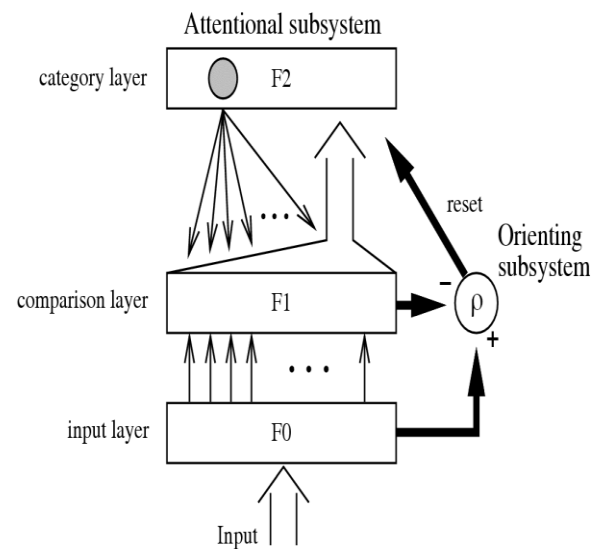 Attentional subsystem
category layer
F2
. . .
reset
Orienting
subsystem
comparison layer
F1
−
ρ
+
. . .
input layer
F0
Input